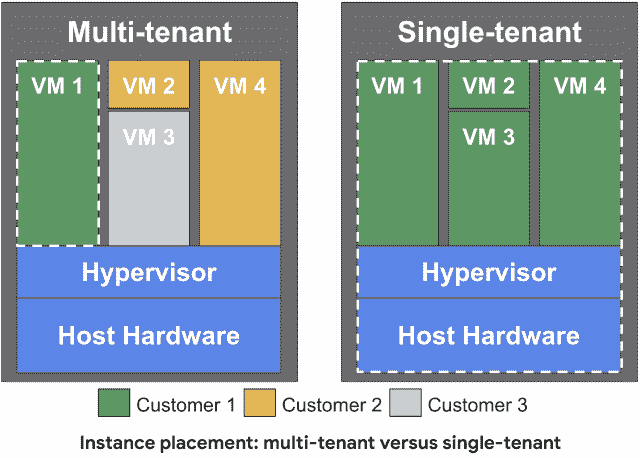 Multi-tenant
VM 1
VM 2
VM 4
VM 3
Hypervisor
Host Hardware
Single-tenant
VM 1
VM 2
VM 4
VM 3
Hypervisor
Host Hardware
Customer 1
Customer 2
Customer 3
Instance placement: multi-tenant versus single-tenant